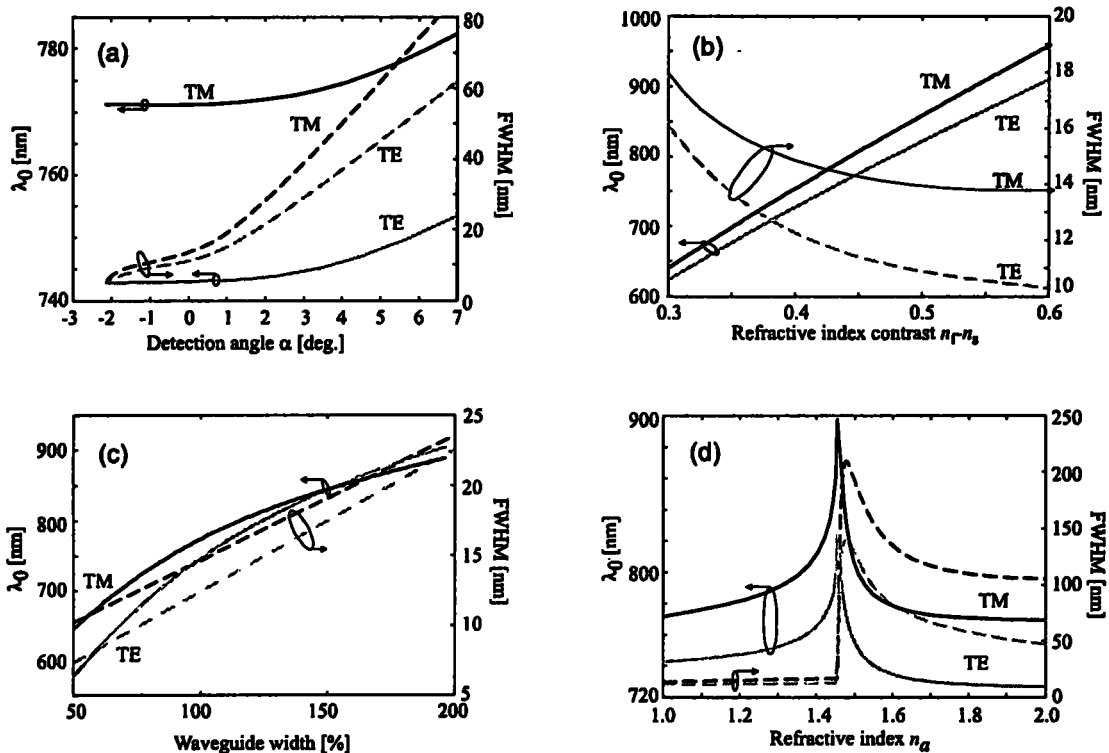 (a)
780
760
740
λ0 [nm]
80
60
40
20
0
FWHM [nm]
TM
TM
TE
TE
-3 -2 -1 0 1 2 3 4 5 6 7
Detection angle α [deg.]
(b)
1000
900
800
700
600
λ0 [nm]
20
18
16
14
12
10
FWHM [nm]
TM
TE
TM
TE
0.3 0.4 0.5 0.6
Refractive index contrast nf-ns
(c)
900
800
700
600
λ0 [nm]
25
20
15
10
5
FWHM [nm]
TM
TE
50 100 150 200
Waveguide width [%]
(d)
900
800
720
λ0 [nm]
250
200
150
100
50
0
FWHM [nm]
TM
TE
1.0 1.2 1.4 1.6 1.8 2.0
Refractive index na